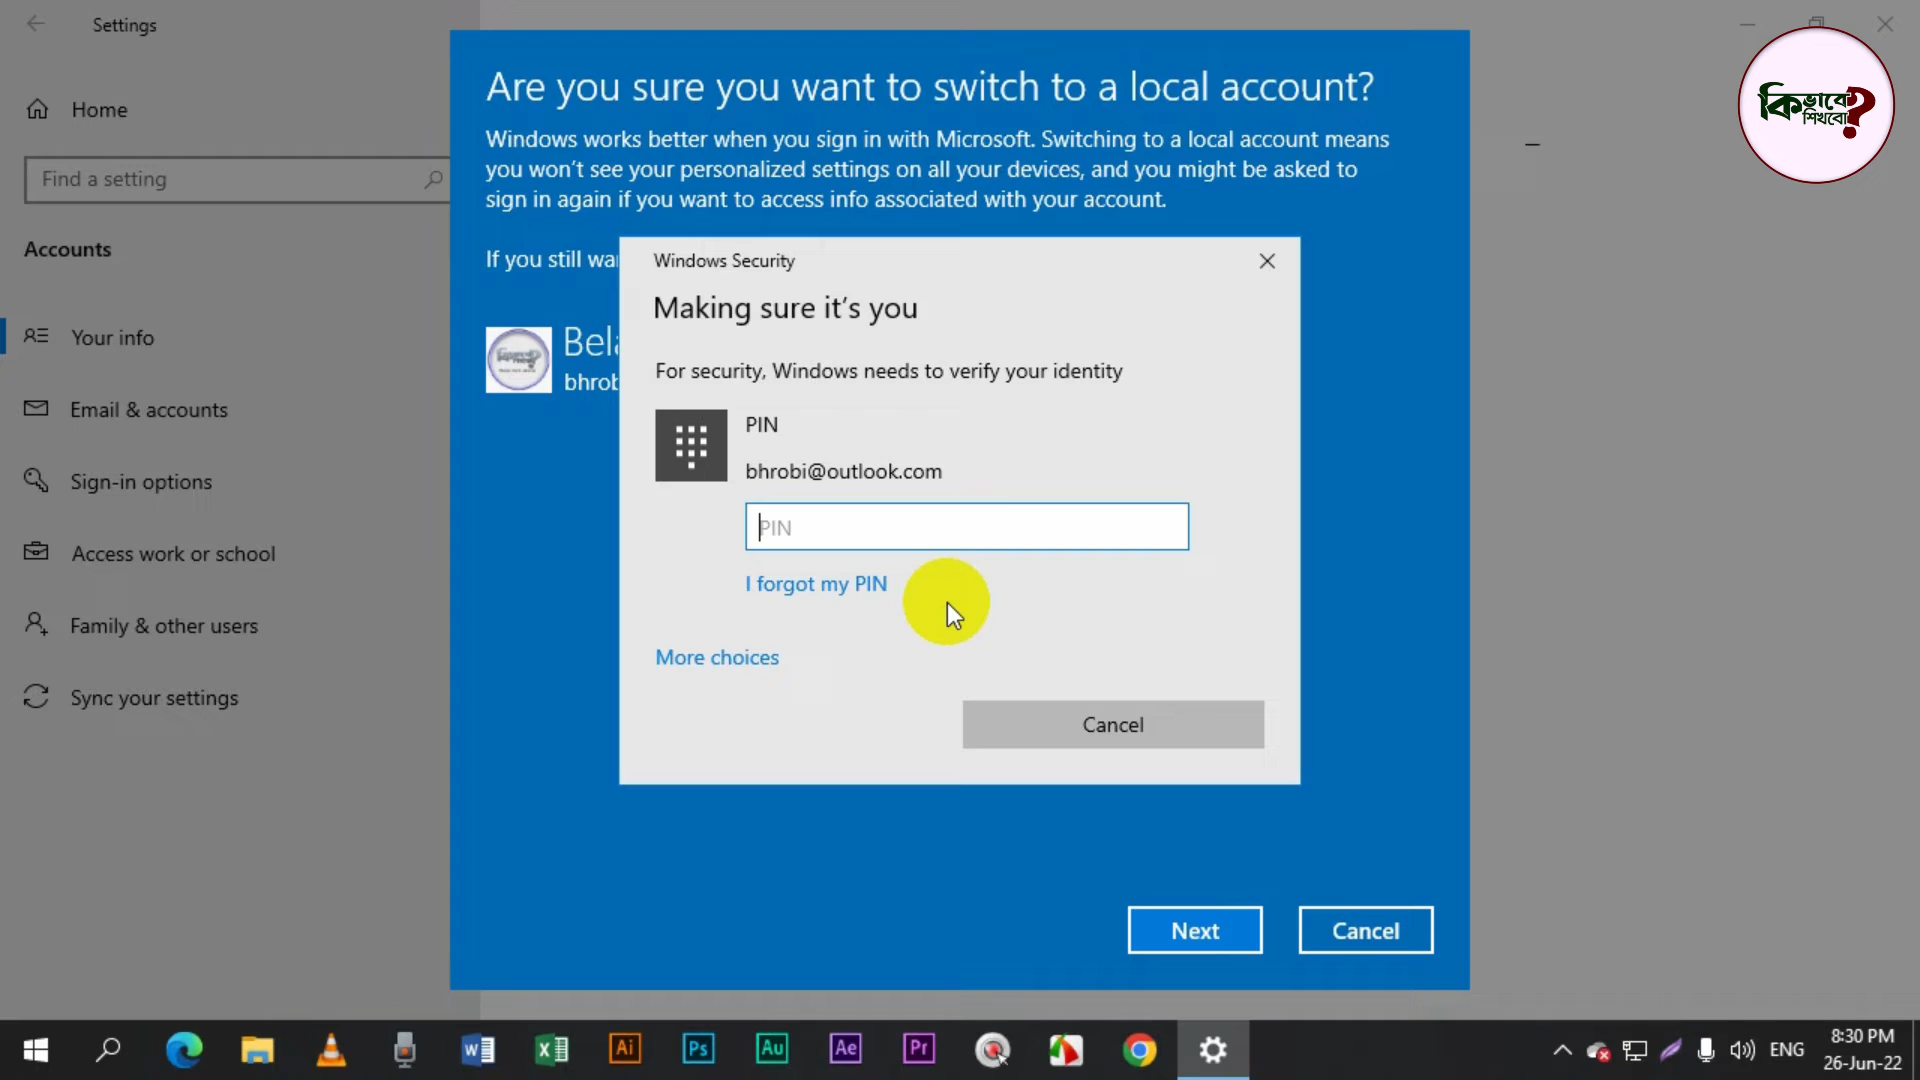 Settings
কিভাবে
শিখবো?
Home
Find a setting
Accounts
Your info
Email & accounts
Sign-in options
Access work or school
Family & other users
Sync your settings
Are you sure you want to switch to a local account?
Windows works better when you sign in with Microsoft. Switching to a local account means
you won't see your personalized settings on all your devices, and you might be asked to
sign in again if you want to access info associated with your account.
If you still
Windows Security
Making sure it's you
For security, Windows needs to verify your identity
PIN
bhrobi@outlook.com
PIN
I forgot my PIN
More choices
Cancel
Next
Cancel
Ai
Ps
Au
Ae
Pr
ENG
8:30 PM
26-Jun-22